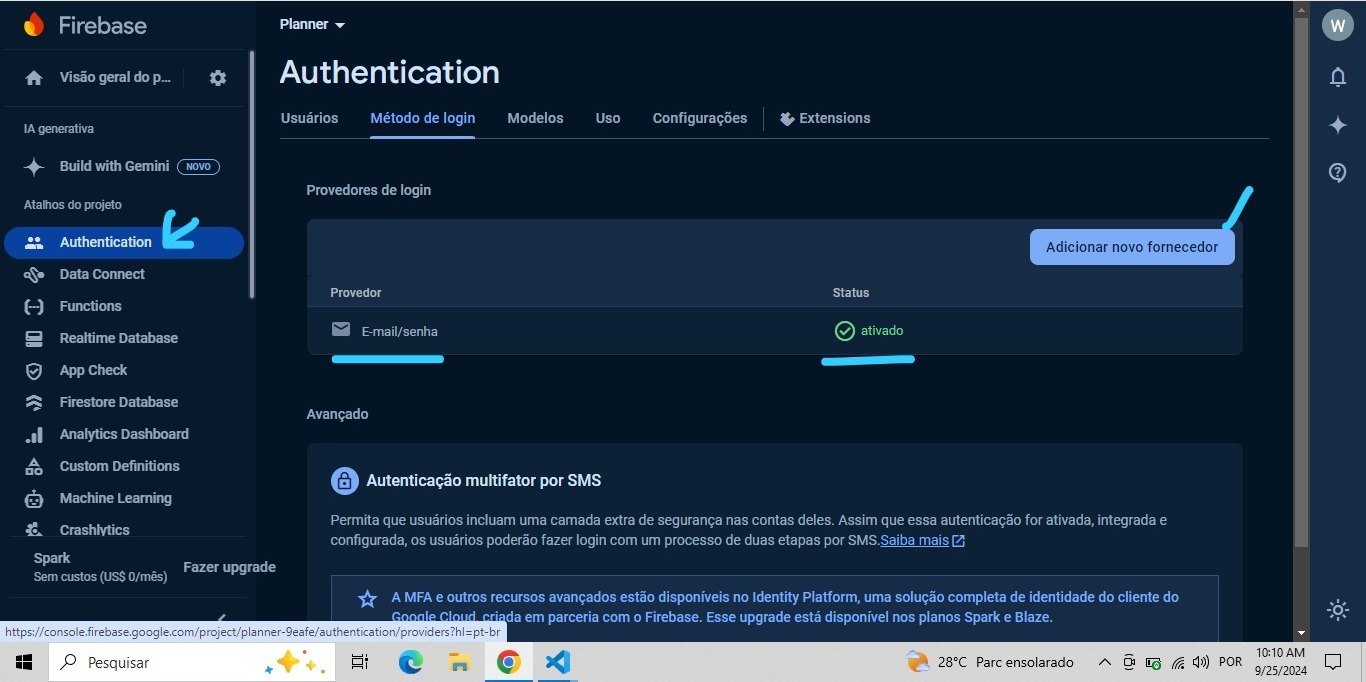 Firebase
Planner
Visão geral do p...
Authentication
Usuários Método de login Modelos Uso Configurações Extensions
IA generativa
Build with Gemini NOVO
Atalhos do projeto
Authentication
Data Connect
Functions
Realtime Database
App Check
Firestore Database
Analytics Dashboard
Custom Definitions
Machine Learning
Crashlytics
Spark
Sem custos (US$ 0/mês)
Fazer upgrade
Provedores de login
Adicionar novo fornecedor
Provedor Status
E-mail/senha ativado
Avançado
Autenticação multifator por SMS
Permita que usuários incluam uma camada extra de segurança nas contas deles. Assim que essa autenticação for ativada, integrada e
configurada, os usuários poderão fazer login com um processo de duas etapas por SMS.Saiba mais
A MFA e outros recursos avançados estão disponíveis no Identity Platform, uma solução completa de identidade do cliente do
Google Cloud, criada em parceria com o Firebase. Esse upgrade está disponível nos planos Spark e Blaze.
W
https://console.firebase.google.com/project/planner-9eafe/authentication/providers?hl=pt-br
Pesquisar
28°C Parc ensolarado
POR
10:10 AM
9/25/2024